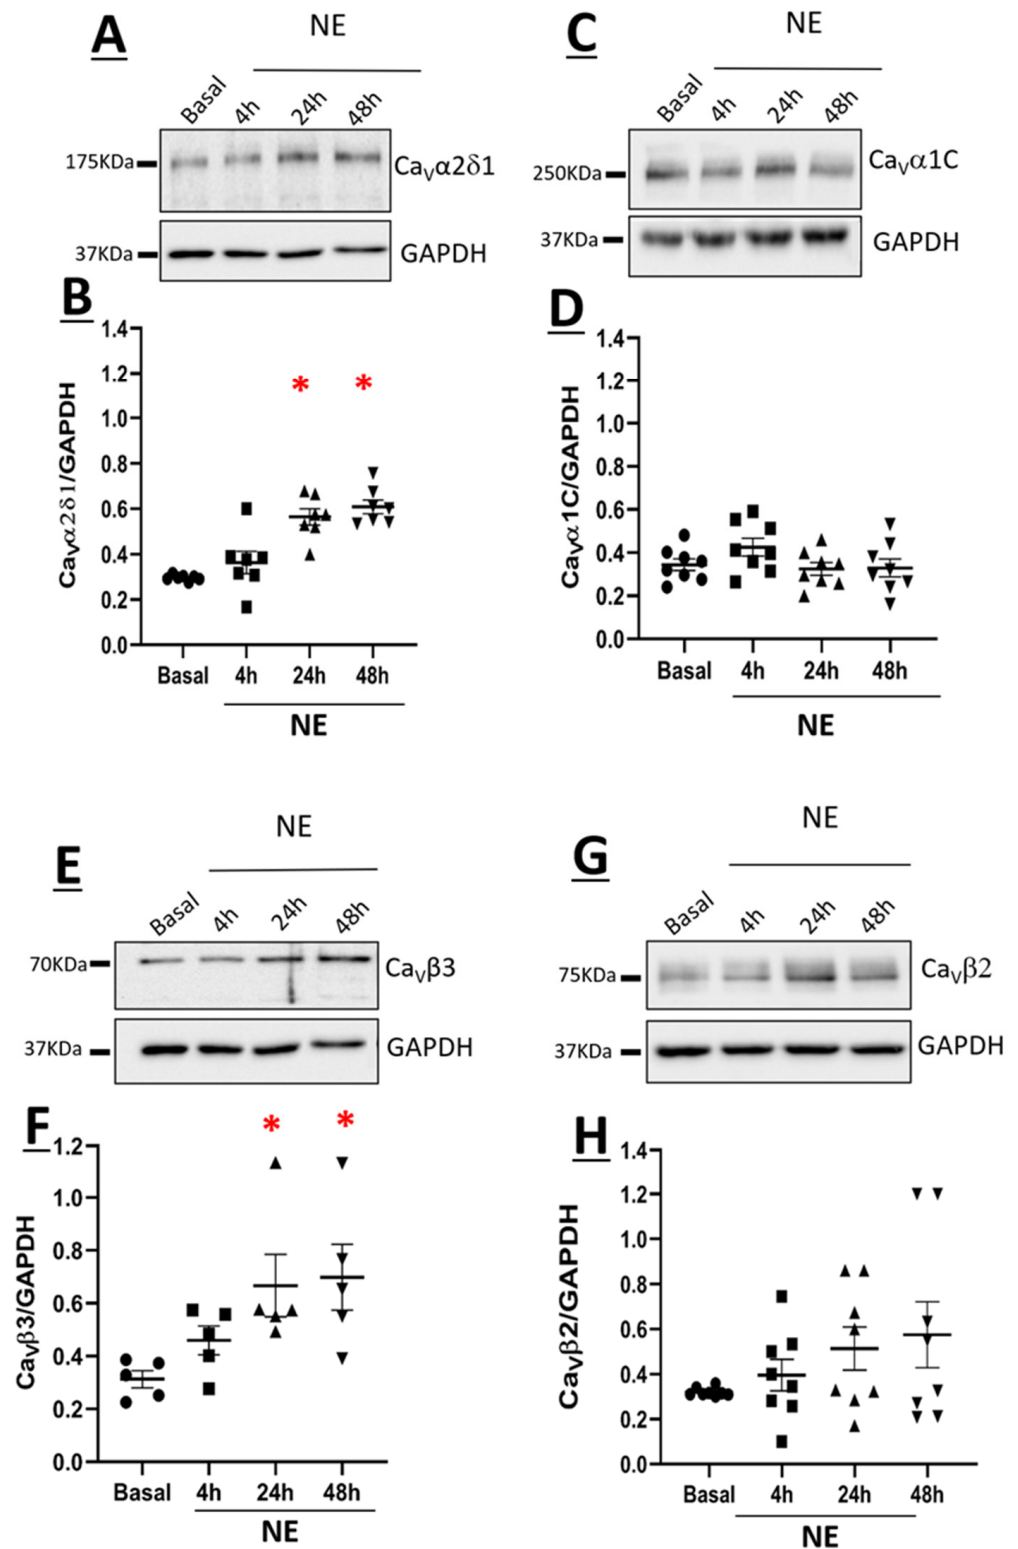 A
NE
Basal 4h 24h 48h
175KDa
CaVα2δ1
37KDa
GAPDH
B
CaVα2δ1/GAPDH
1.4
1.2
1.0
0.8
0.6
0.4
0.2
0.0
* *
Basal 4h 24h 48h
NE
C
NE
Basal 4h 24h 48h
250KDa
CaVα1C
37KDa
GAPDH
D
CaVα1C/GAPDH
1.4
1.2
1.0
0.8
0.6
0.4
0.2
0.0
Basal 4h 24h 48h
NE
E
NE
Basal 4h 24h 48h
70KDa
CaVβ3
37KDa
GAPDH
F
CaVβ3/GAPDH
1.2
1.0
0.8
0.6
0.4
0.2
0.0
* *
Basal 4h 24h 48h
NE
G
NE
Basal 4h 24h 48h
75KDa
CaVβ2
37KDa
GAPDH
H
CaVβ2/GAPDH
1.4
1.2
1.0
0.8
0.6
0.4
0.2
0.0
Basal 4h 24h 48h
NE